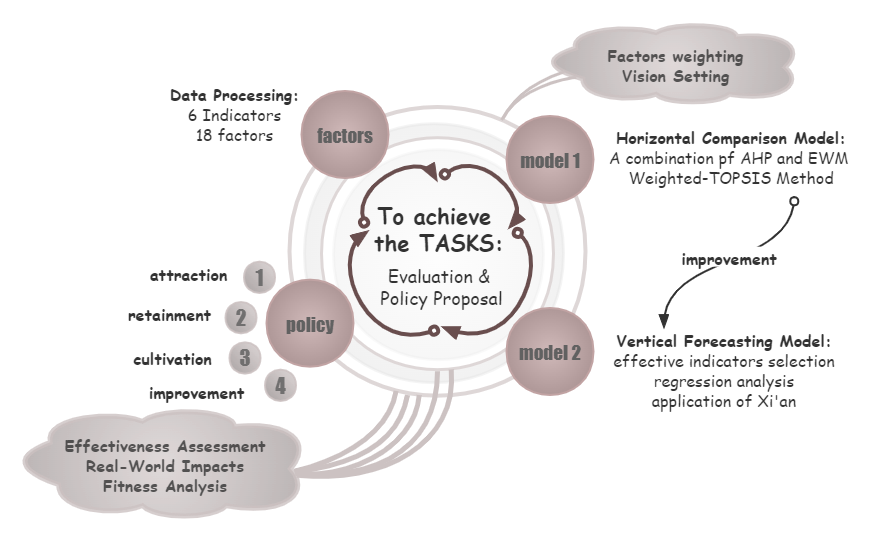 Factors weighting
Vision Setting
Data Processing:
6 Indicators
18 factors
factors
model 1
Horizontal Comparison Model:
A combination pf AHP and EWM
Weighted-TOPSIS Method
To achieve
the TASKS:
Evaluation &
Policy Proposal
improvement
attraction 1
retainment 2
cultivation 3
improvement 4
policy
model 2
Vertical Forecasting Model:
effective indicators selection
regression analysis
application of Xi'an
Effectiveness Assessment
Real-World Impacts
Fitness Analysis